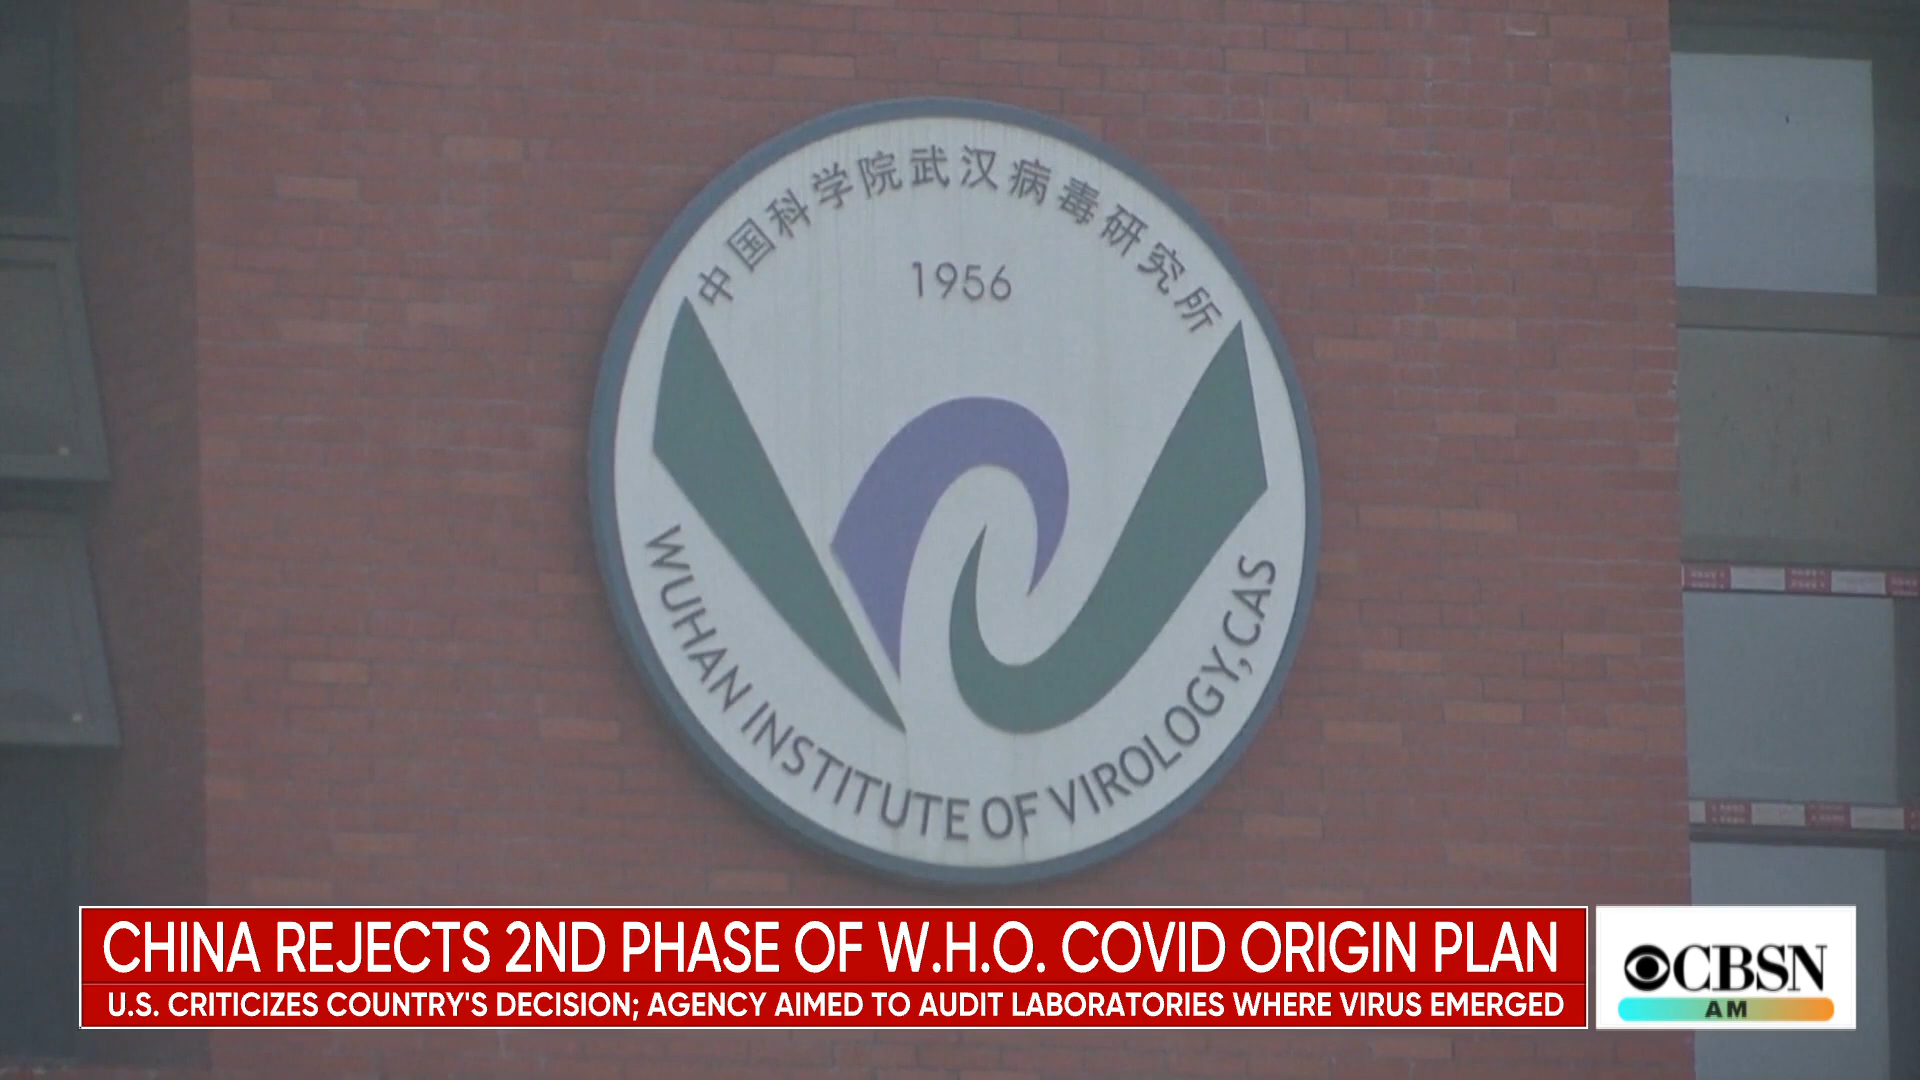 中国科学院武汉病毒研究所
1956
WUHAN INSTITUTE OF VIROLOGY, CAS
CHINA REJECTS 2ND PHASE OF W.H.O. COVID ORIGIN PLAN
U.S. CRITICIZES COUNTRY'S DECISION; AGENCY AIMED TO AUDIT LABORATORIES WHERE VIRUS EMERGED
CBSN
AM